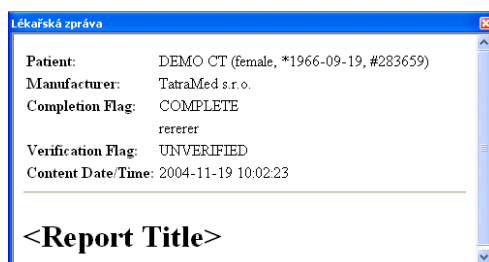 Lékařská zpráva
Patient: DEMO CT (female, *1966-09-19, #283659)
Manufacturer: TatraMed s.r.o.
Completion Flag: COMPLETE
rererer
Verification Flag: UNVERIFIED
Content Date/Time: 2004-11-19 10:02:23
<Report Title>